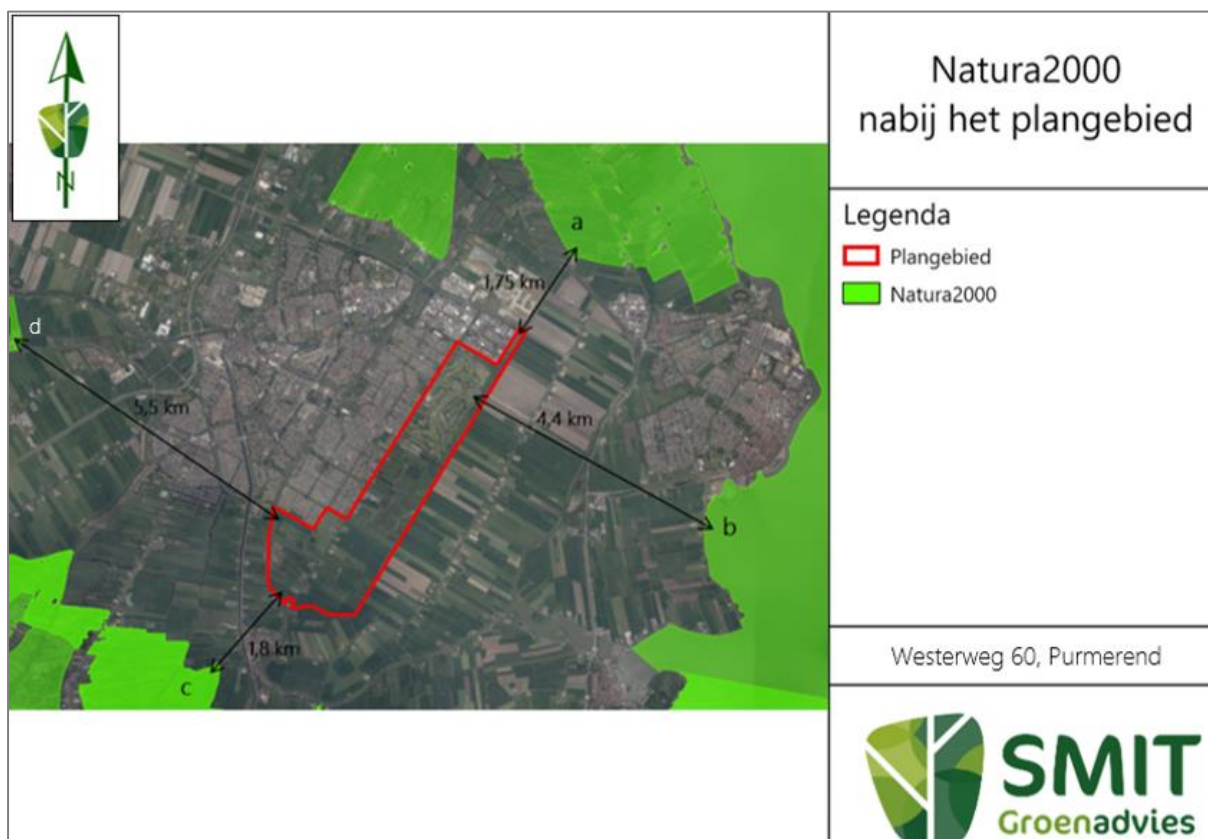 N
a
1,75 km
d
5,5 km
4,4 km
b
1,8 km
c
Natura2000
nabij het plangebied
Legenda
Plangebied
Natura2000
Westerweg 60, Purmerend
SMIT
Groenadvies